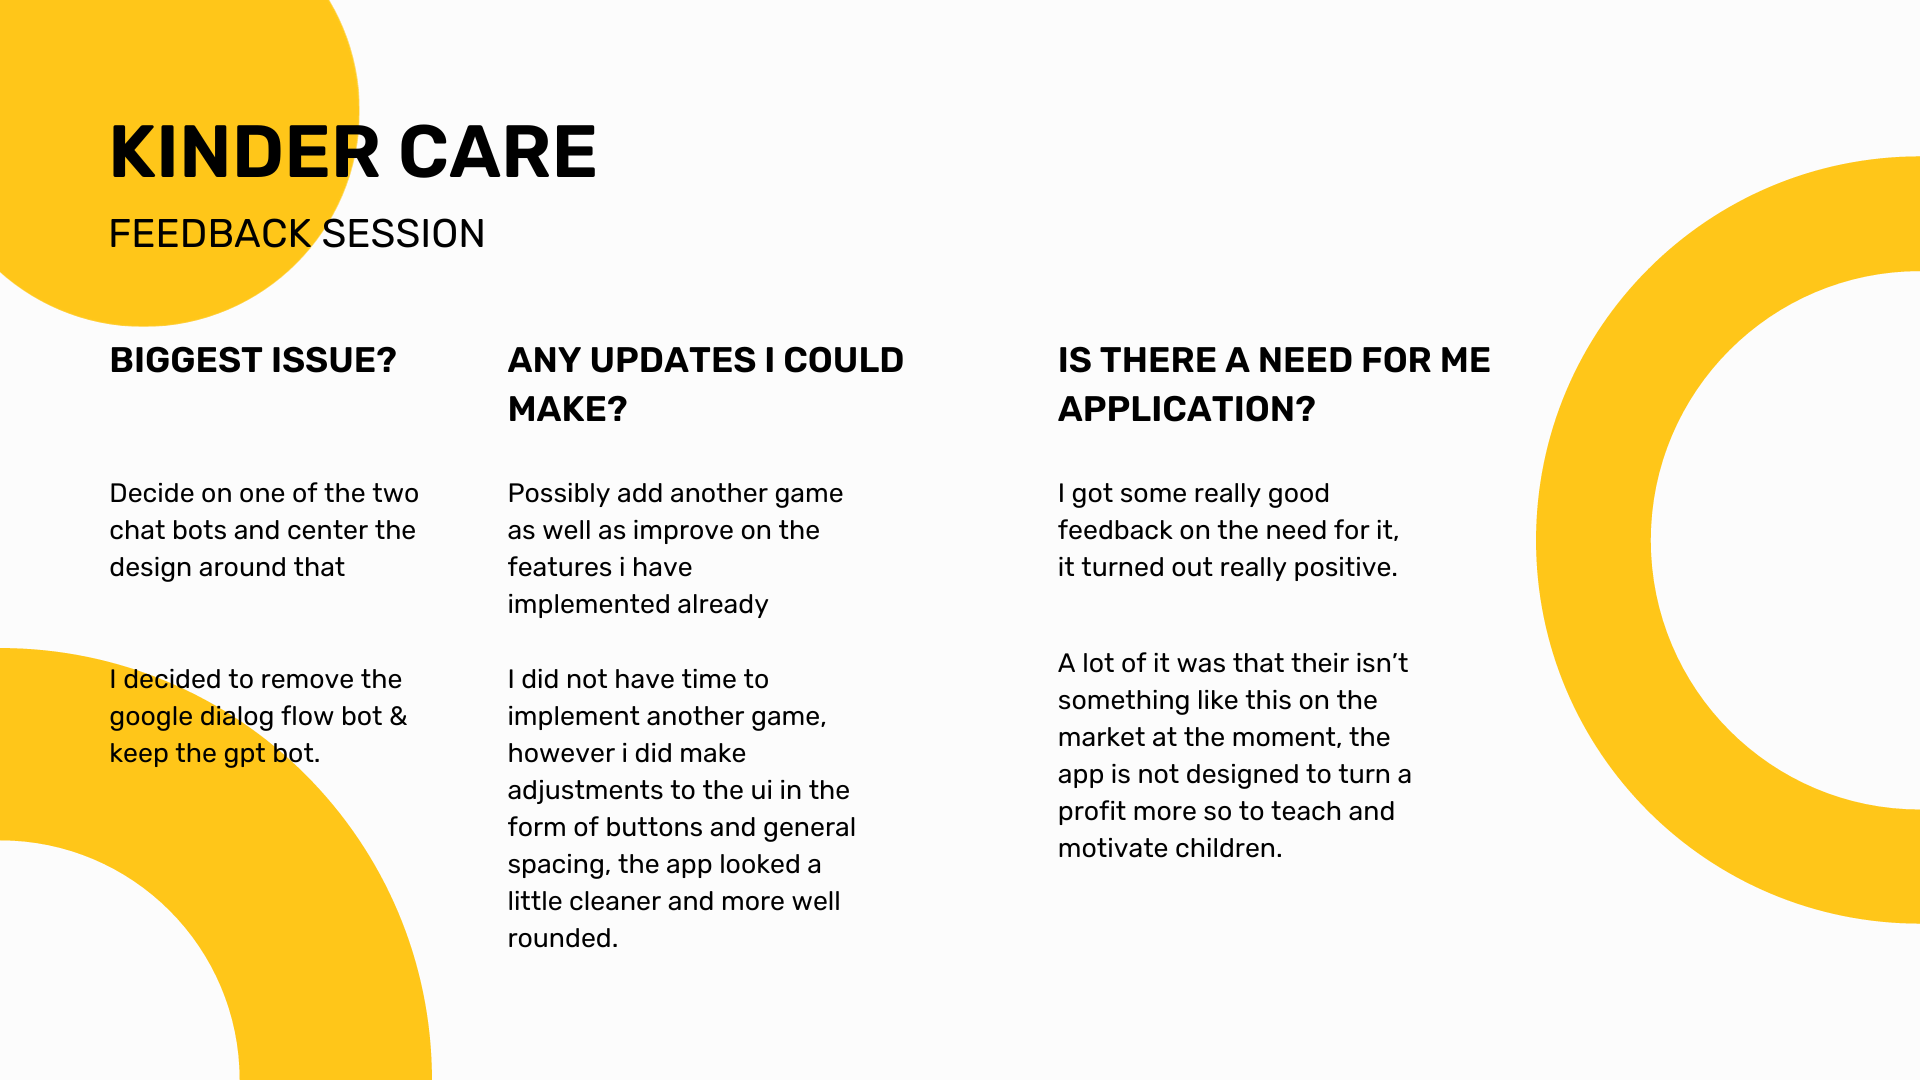 KINDER CARE
FEEDBACK SESSION
BIGGEST ISSUE?
Decide on one of the two
chat bots and center the
design around that
I decided to remove the
google dialog flow bot &
keep the gpt bot.
ANY UPDATES I COULD
MAKE?
Possibly add another game
as well as improve on the
features i have
implemented already
I did not have time to
implement another game,
however i did make
adjustments to the ui in the
form of buttons and general
spacing, the app looked a
little cleaner and more well
rounded.
IS THERE A NEED FOR ME
APPLICATION?
I got some really good
feedback on the need for it,
it turned out really positive.
A lot of it was that their isn’t
something like this on the
market at the moment, the
app is not designed to turn a
profit more so to teach and
motivate children.